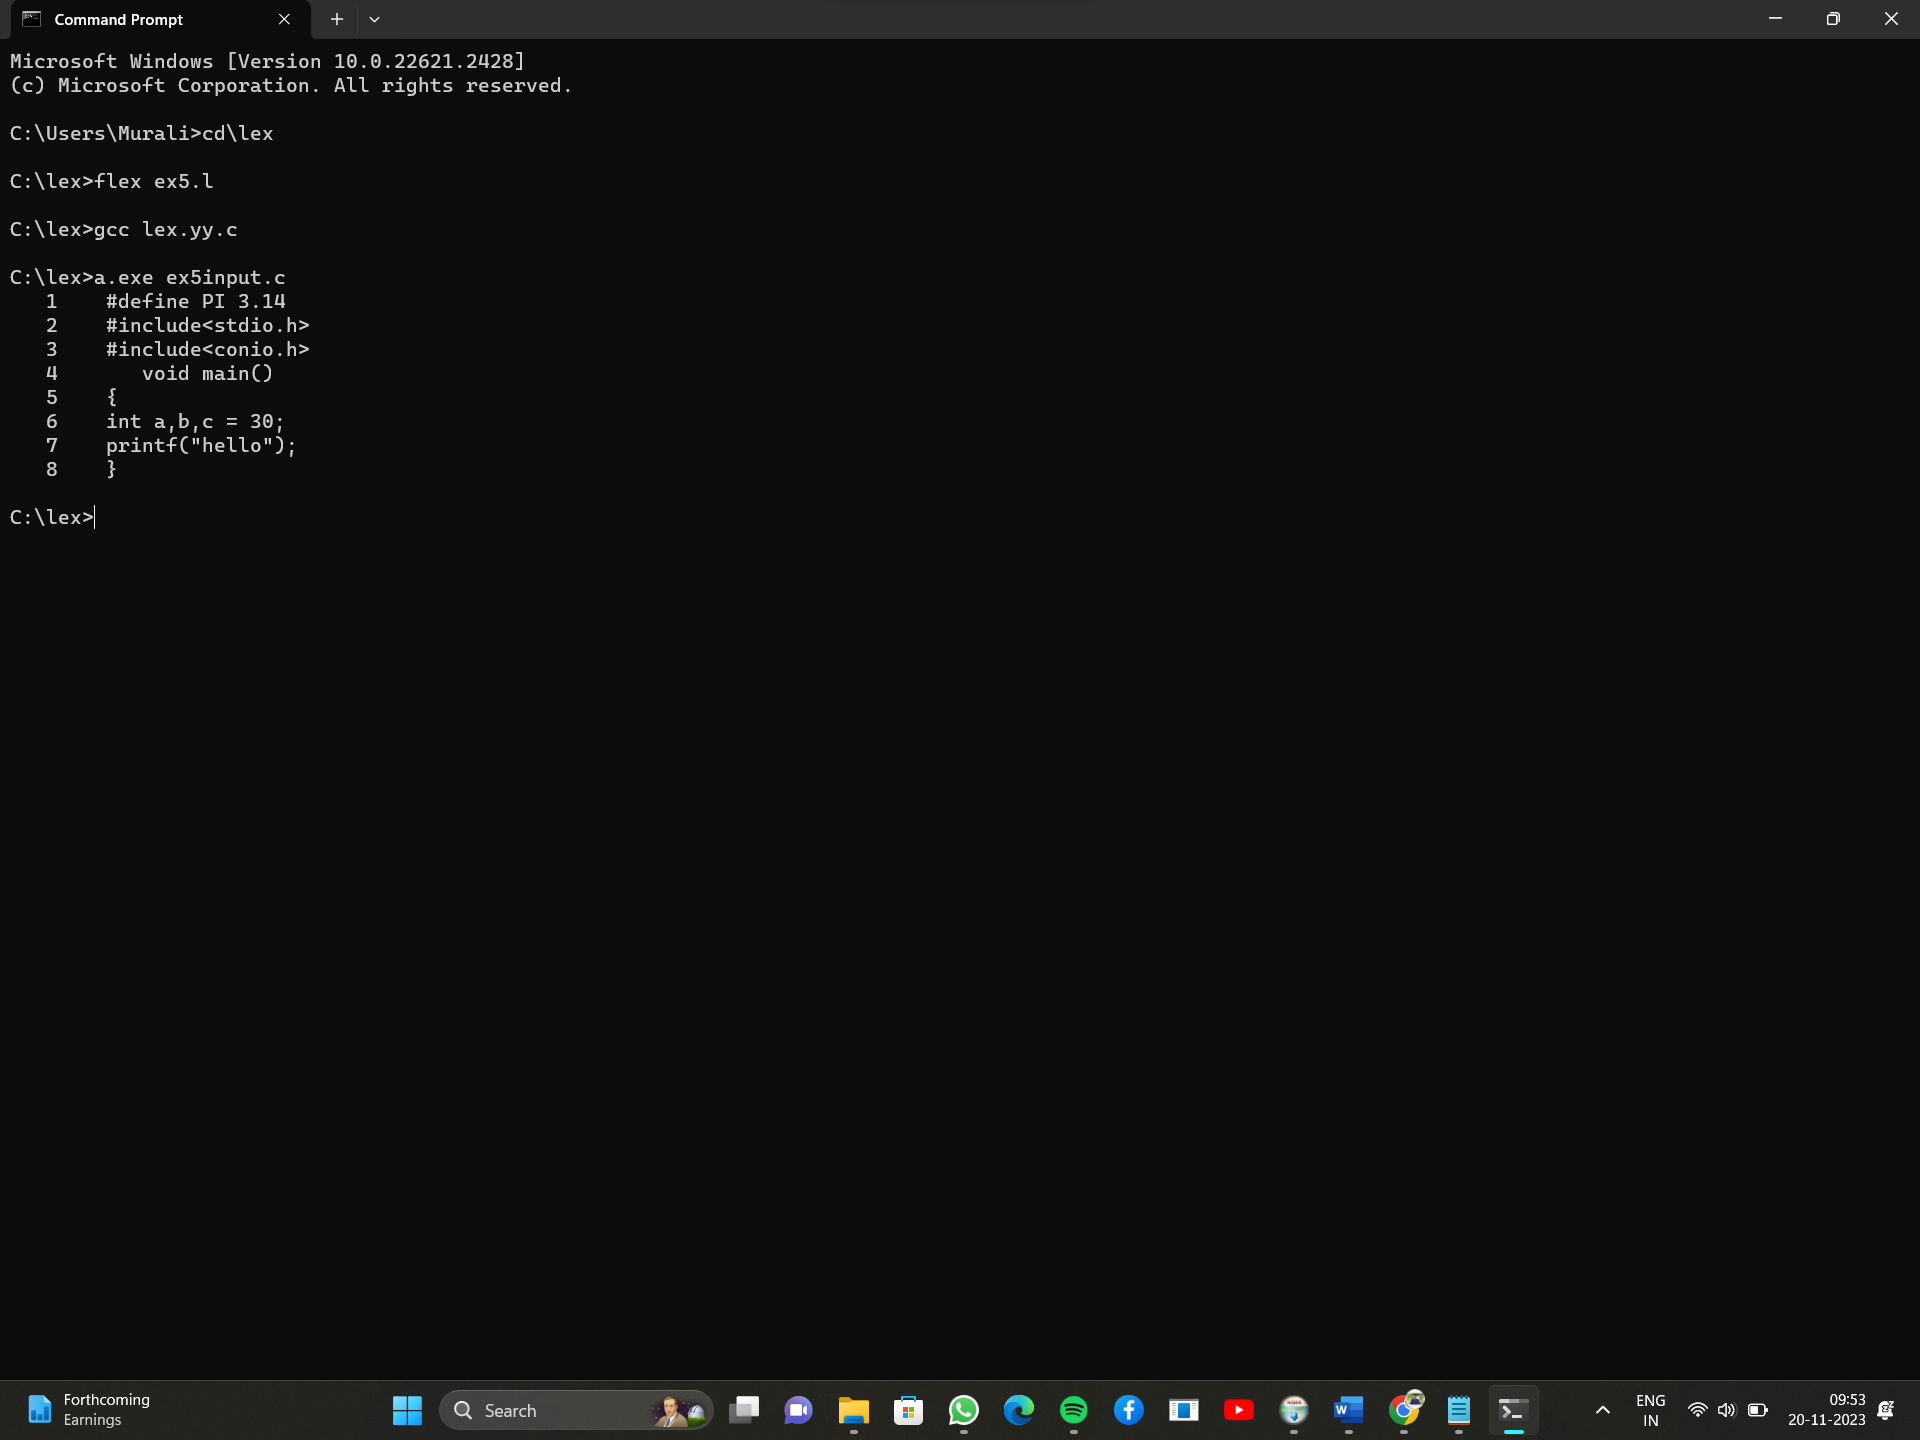 Command Prompt
Microsoft Windows [Version 10.0.22621.2428]
(c) Microsoft Corporation. All rights reserved.
C:\Users\Murali>cd\lex
C:\lex>flex ex5.l
C:\lex>gcc lex.yy.c
C:\lex>a.exe ex5input.c
   1    #define PI 3.14
   2    #include<stdio.h>
   3    #include<conio.h>
   4       void main()
   5    {
   6    int a,b,c = 30;
   7    printf("hello");
   8    }
C:\lex>
Forthcoming
Earnings
Search
ENG
IN
09:53
20-11-2023